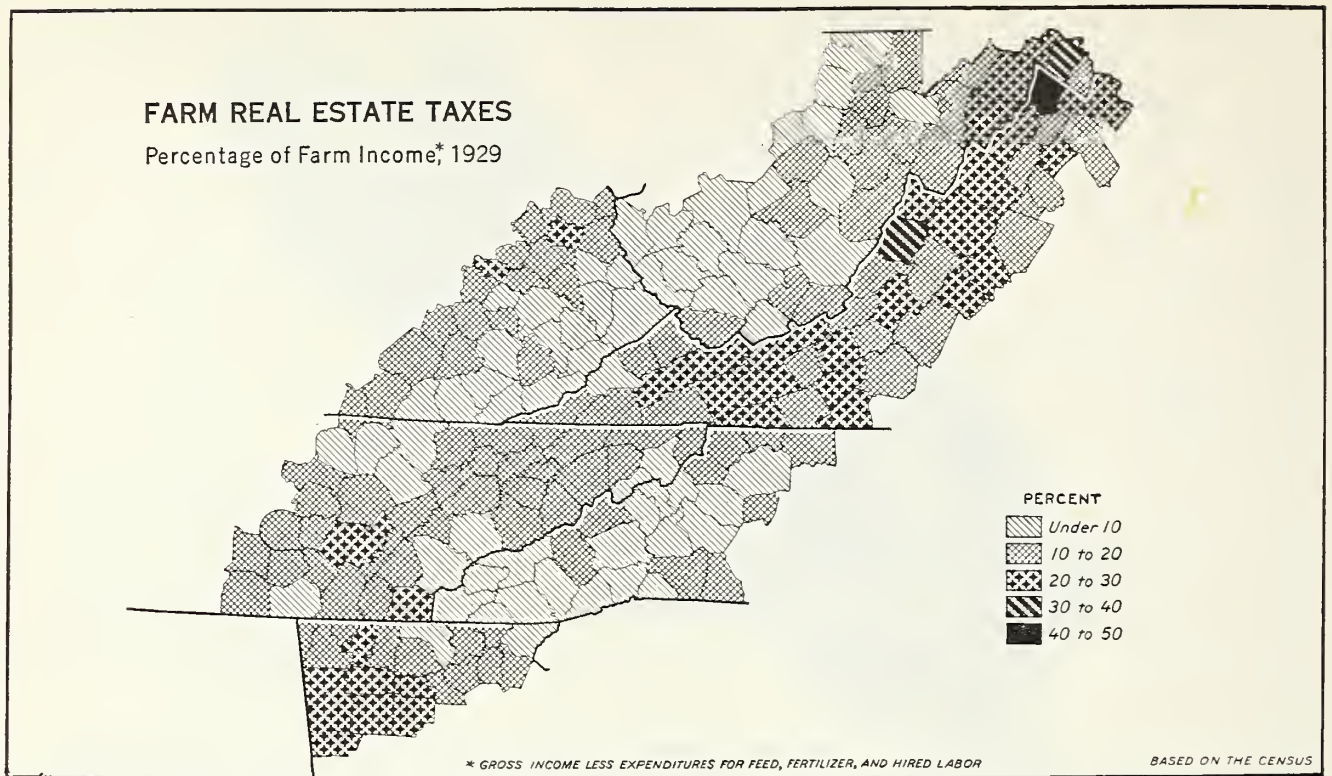 FARM REAL ESTATE TAXES
Percentage of Farm Income,* 1929
PERCENT
Under 10
10 to 20
20 to 30
30 to 40
40 to 50
* GROSS INCOME LESS EXPENDITURES FOR FEED, FERTILIZER, AND HIRED LABOR
BASED ON THE CENSUS